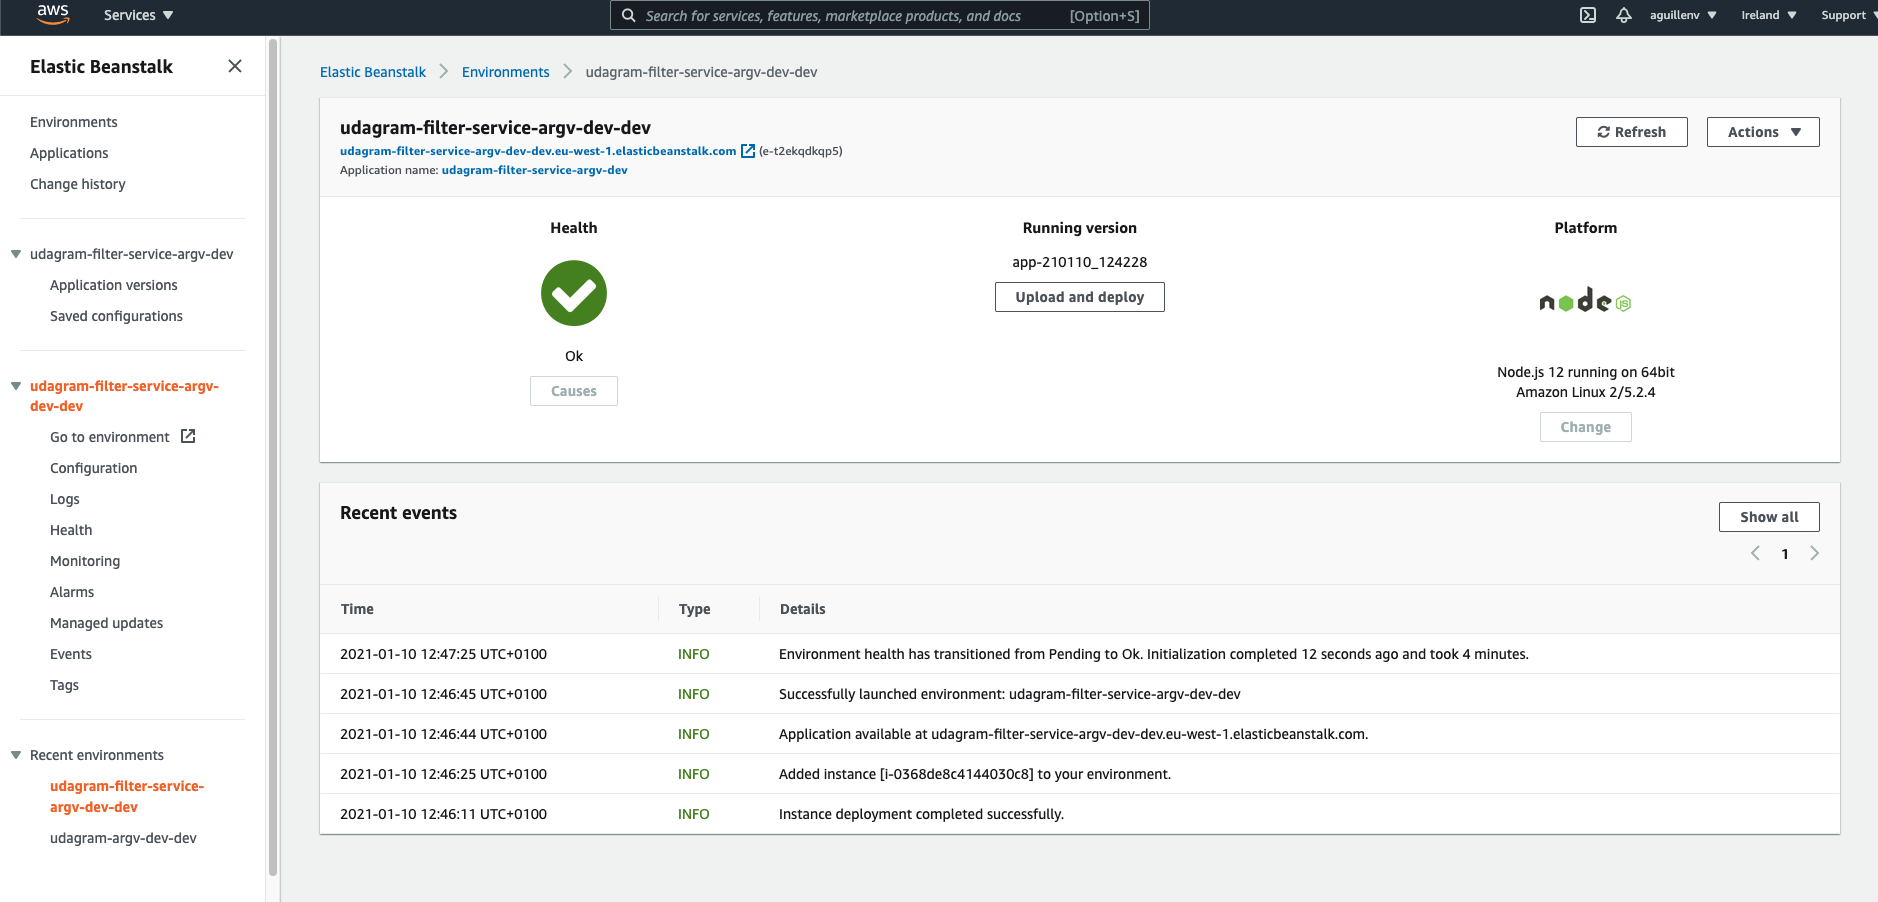 aws
Services
Search for services, features, marketplace products, and docs
[Option+S]
aguillenv
Ireland
Support
Elastic Beanstalk
Environments
Applications
Change history
udagram-filter-service-argv-dev
Application versions
Saved configurations
udagram-filter-service-argv-
dev-dev
Go to environment
Configuration
Logs
Health
Monitoring
Alarms
Managed updates
Events
Tags
Recent environments
udagram-filter-service-
argv-dev-dev
udagram-argv-dev-dev
Elastic Beanstalk
Environments
udagram-filter-service-argv-dev-dev
udagram-filter-service-argv-dev-dev
udagram-filter-service-argv-dev-dev.eu-west-1.elasticbeanstalk.com (e-t2ekqdkqp5)
Application name: udagram-filter-service-argv-dev
Refresh
Actions
Health
Ok
Causes
Running version
app-210110_124228
Upload and deploy
Platform
node JS
Node.js 12 running on 64bit
Amazon Linux 2/5.2.4
Change
Recent events
Show all
1
Time Type Details
2021-01-10 12:47:25 UTC+0100 INFO Environment health has transitioned from Pending to Ok. Initialization completed 12 seconds ago and took 4 minutes.
2021-01-10 12:46:45 UTC+0100 INFO Successfully launched environment: udagram-filter-service-argv-dev-dev
2021-01-10 12:46:44 UTC+0100 INFO Application available at udagram-filter-service-argv-dev-dev.eu-west-1.elasticbeanstalk.com.
2021-01-10 12:46:25 UTC+0100 INFO Added instance [i-0368de8c4144030c8] to your environment.
2021-01-10 12:46:11 UTC+0100 INFO Instance deployment completed successfully.